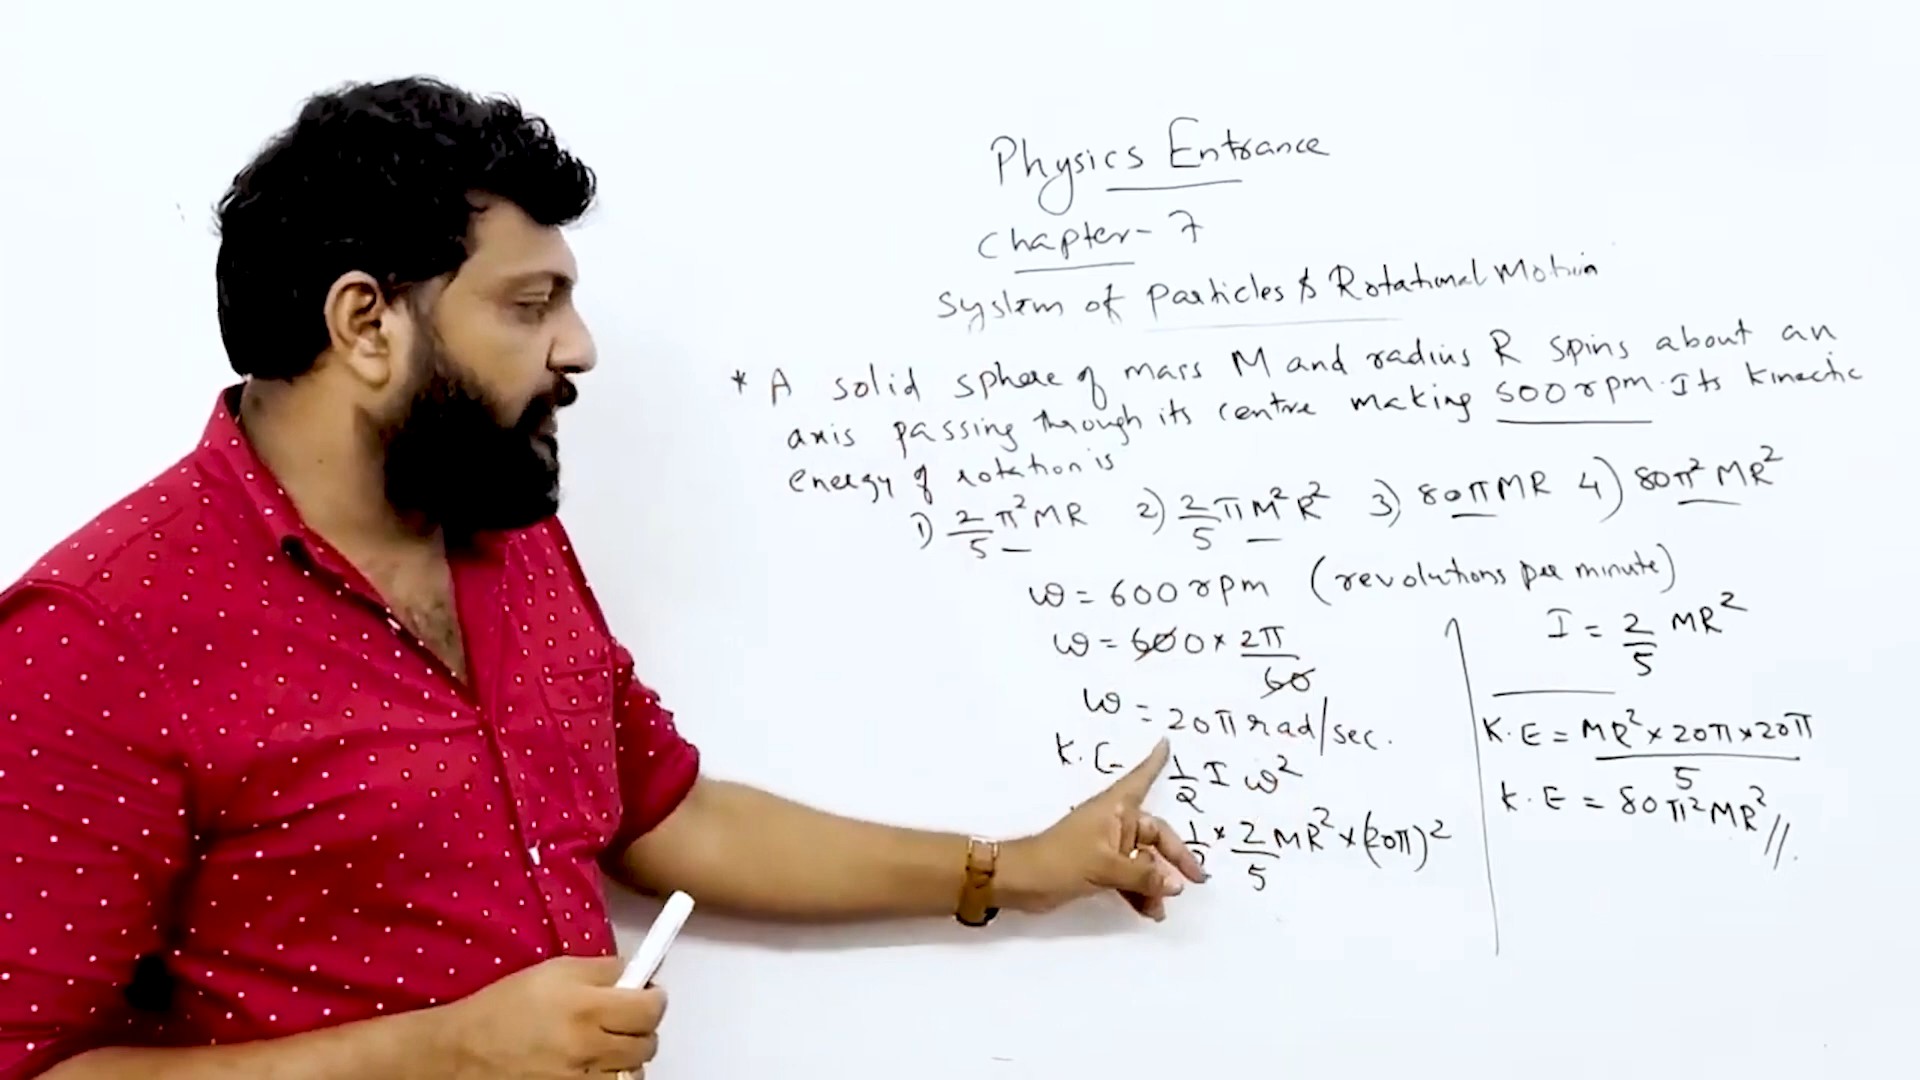 Physics Entrance
Chapter-7
System of Particles & Rotational Motion
* A solid sphere of mass M and radius R spins about an
axis passing through its centre making 600 rpm. Its kinectic
energy of rotation is
1) 2/5 π² MR 2) 2/5 π M² R² 3) 80π MR 4) 80π² MR²
ω = 600 rpm (revolutions per minute)
ω = 600 × 2π/60
ω = 20π rad/sec.
K.E 1/2 I ω²
1/2 × 2/5 MR² × (20π)²
I = 2/5 MR²
K.E = MR² × 20π × 20π / 5
K.E = 80π² MR² //.